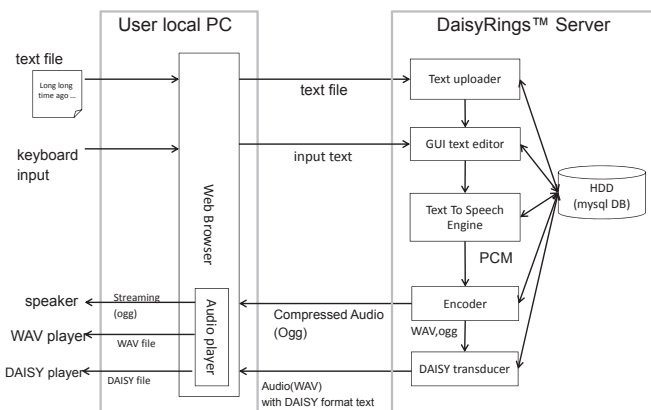 User local PC
DaisyRings™ Server
text file
Long long
time ago ...
text file
Text uploader
keyboard
input
input text
GUI text editor
HDD
(mysql DB)
Web Browser
Text To Speech
Engine
PCM
speaker
Streaming
(ogg)
Audio player
Compressed Audio
(Ogg)
Encoder
WAV,ogg
WAV player
WAV file
DAISY player
DAISY file
Audio(WAV)
with DAISY format text
DAISY transducer